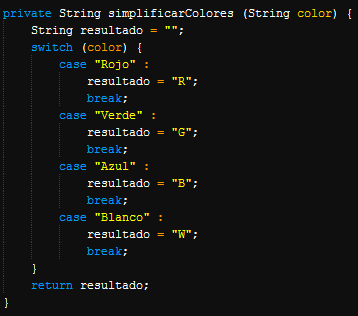 private String simplificarColores (String color) {
    String resultado = "";
    switch (color) {
        case "Rojo" :
            resultado = "R";
            break;
        case "Verde" :
            resultado = "G";
            break;
        case "Azul" :
            resultado = "B";
            break;
        case "Blanco" :
            resultado = "W";
            break;
    }
    return resultado;
}